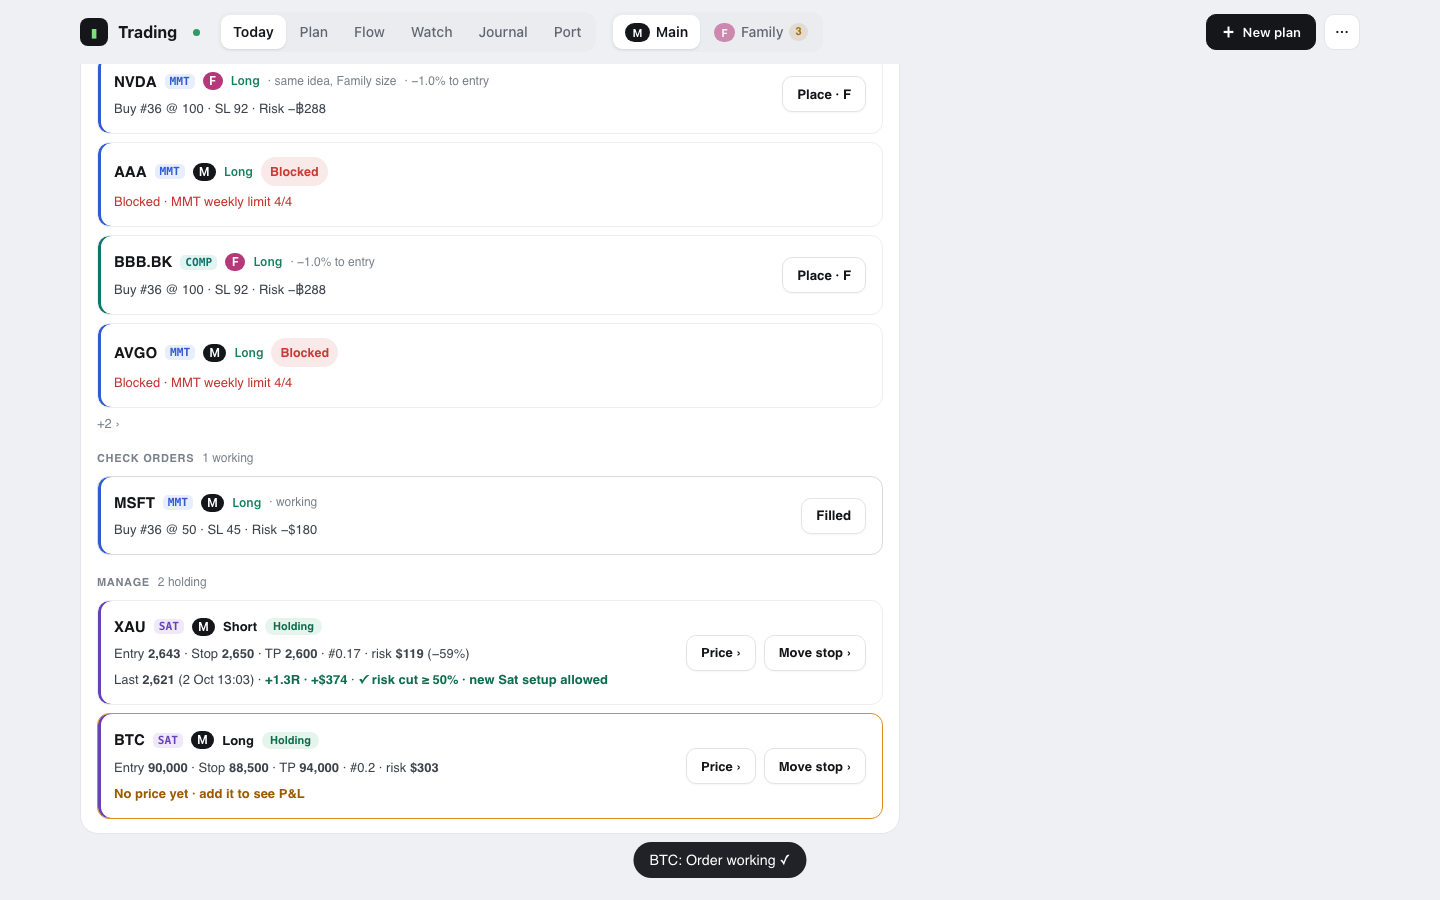 Trading Today Plan Flow Watch Journal Port M Main F Family 3 + New plan ...
NVDA MMT F Long · same idea, Family size · −1.0% to entry
Buy #36 @ 100 · SL 92 · Risk −฿288
Place · F
AAA MMT M Long Blocked
Blocked · MMT weekly limit 4/4
BBB.BK COMP F Long · −1.0% to entry
Buy #36 @ 100 · SL 92 · Risk −฿288
Place · F
AVGO MMT M Long Blocked
Blocked · MMT weekly limit 4/4
+2 ›
CHECK ORDERS 1 working
MSFT MMT M Long · working
Buy #36 @ 50 · SL 45 · Risk −$180
Filled
MANAGE 2 holding
XAU SAT M Short Holding
Entry 2,643 · Stop 2,650 · TP 2,600 · #0.17 · risk $119 (−59%)
Last 2,621 (2 Oct 13:03) · +1.3R · +$374 · ✓ risk cut ≥ 50% · new Sat setup allowed
Price › Move stop ›
BTC SAT M Long Holding
Entry 90,000 · Stop 88,500 · TP 94,000 · #0.2 · risk $303
No price yet · add it to see P&L
Price › Move stop ›
BTC: Order working ✓